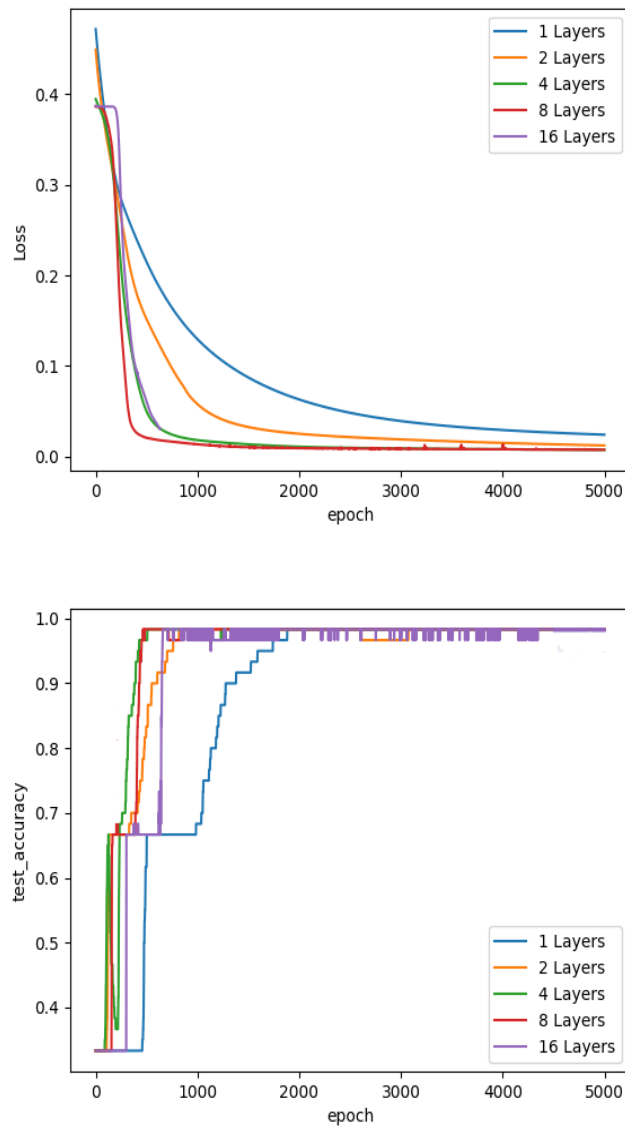 0.4
0.3
0.2
0.1
0.0
Loss
0 1000 2000 3000 4000 5000
epoch
1 Layers
2 Layers
4 Layers
8 Layers
16 Layers
1.0
0.9
0.8
0.7
0.6
0.5
0.4
test_accuracy
0 1000 2000 3000 4000 5000
epoch
1 Layers
2 Layers
4 Layers
8 Layers
16 Layers